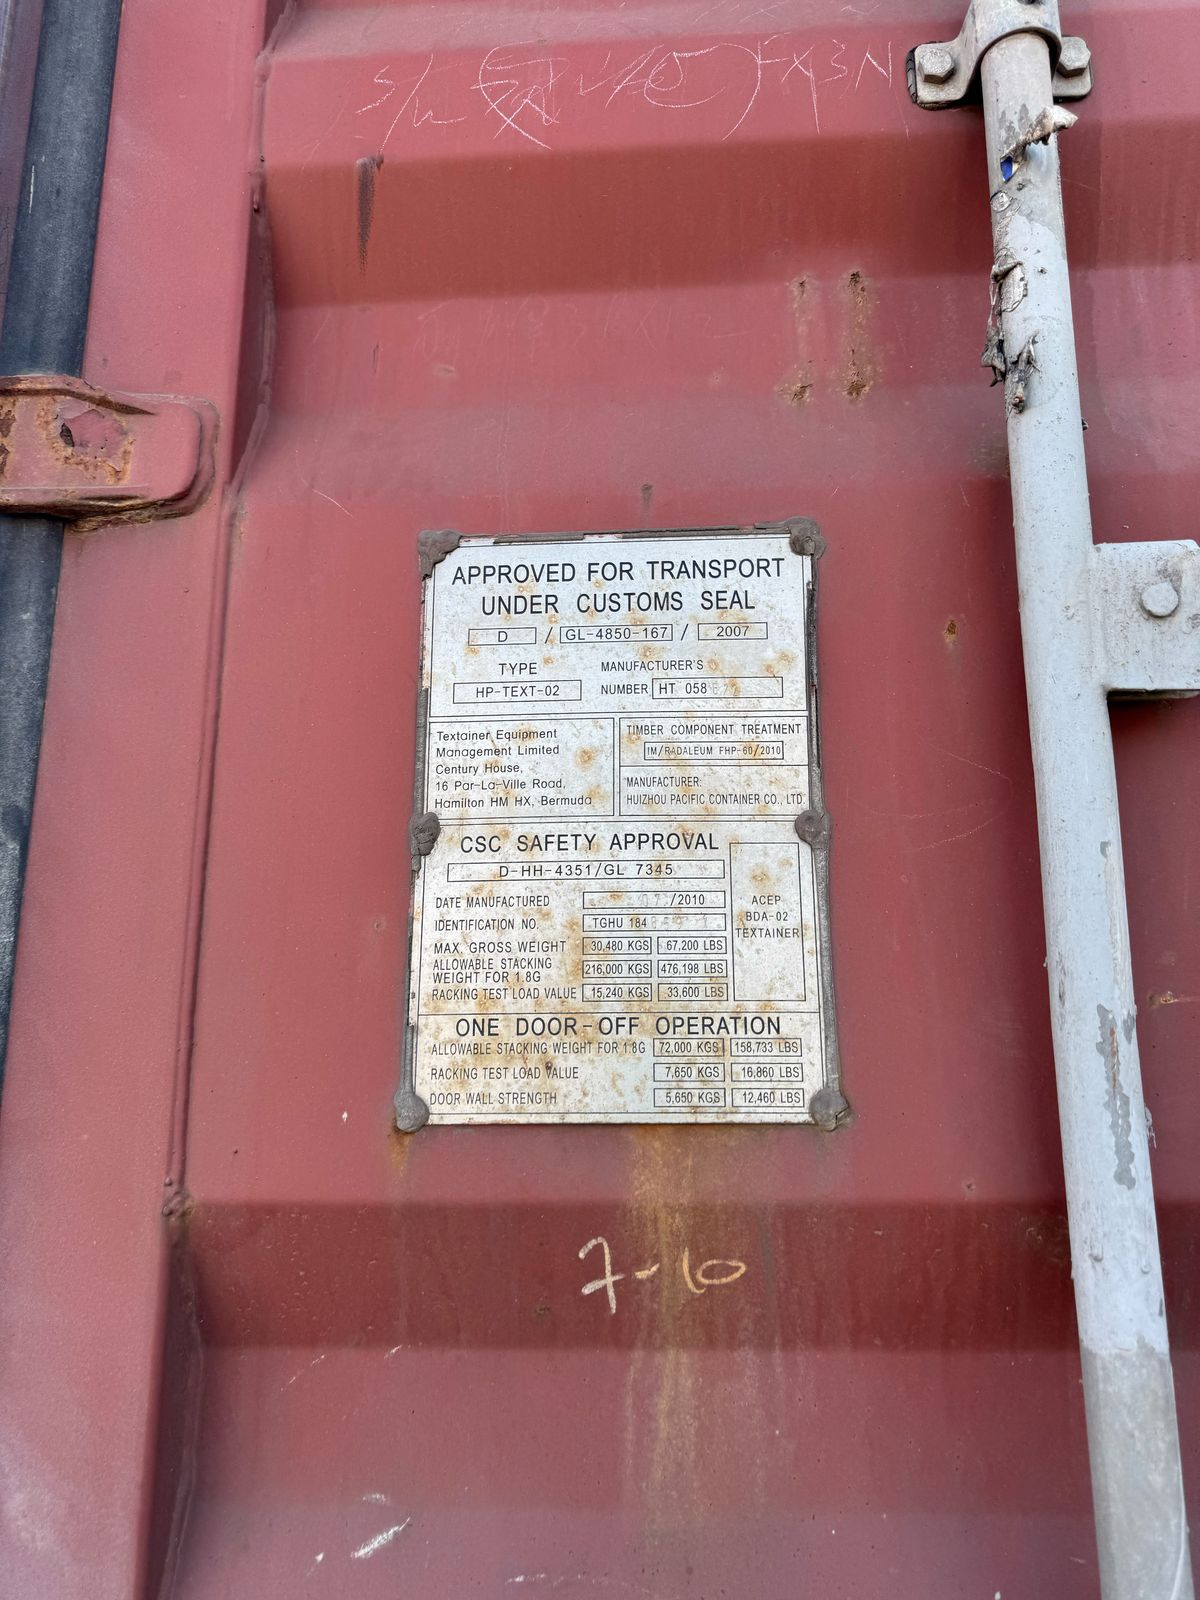 APPROVED FOR TRANSPORT
UNDER CUSTOMS SEAL
D / GL-4850-167 / 2007
TYPE
HP-TEXT-02
MANUFACTURER'S
NUMBER HT 058
Textainer Equipment
Management Limited
Century House,
16 Par-La-Ville Road,
Hamilton HM HX, Bermuda
TIMBER COMPONENT TREATMENT
IM/RADALEUM FHP-60/2010
MANUFACTURER:
HUIZHOU PACIFIC CONTAINER CO., LTD.
CSC SAFETY APPROVAL
D-HH-4351/GL 7345
DATE MANUFACTURED 07/2010
IDENTIFICATION NO. TGHU 184
MAX. GROSS WEIGHT 30,480 KGS 67,200 LBS
ALLOWABLE STACKING
WEIGHT FOR 1.8G 216,000 KGS 476,198 LBS
RACKING TEST LOAD VALUE 15,240 KGS 33,600 LBS
ACEP
BDA-02
TEXTAINER
ONE DOOR-OFF OPERATION
ALLOWABLE STACKING WEIGHT FOR 1.8G 72,000 KGS 158,733 LBS
RACKING TEST LOAD VALUE 7,650 KGS 16,860 LBS
DOOR WALL STRENGTH 5,650 KGS 12,460 LBS
7-10